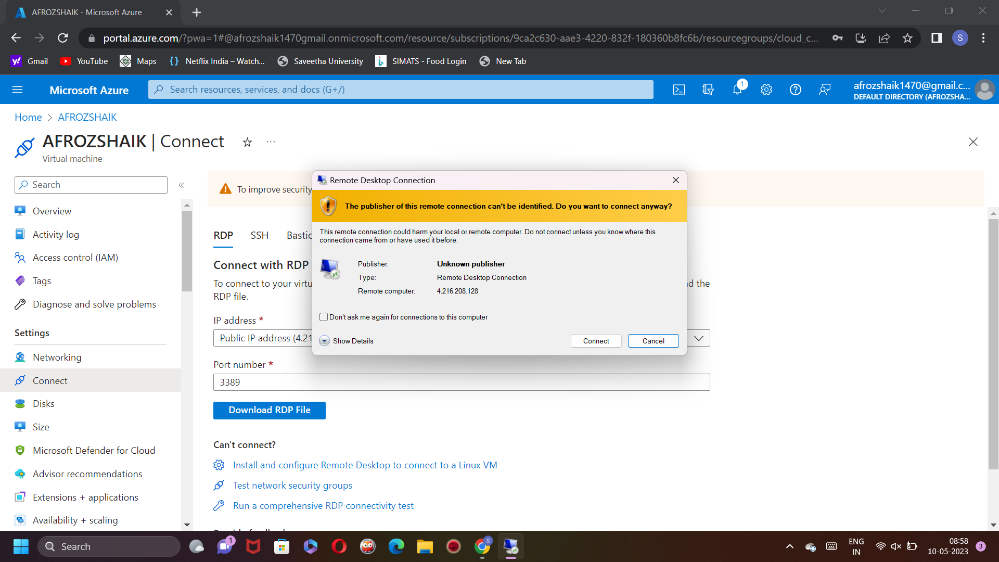 AFROZSHAIK - Microsoft Azure
portal.azure.com/?pwa=1#@afrozshaik1470gmail.onmicrosoft.com/resource/subscriptions/9ca2c630-aae3-4220-832f-180360b8fc6b/resourcegroups/cloud_c...
S
Gmail
YouTube
Maps
Netflix India – Watch...
Saveetha University
SIMATS - Food Login
New Tab
Microsoft Azure
Search resources, services, and docs (G+/)
1
afrozshaik1470@gmail.c...
DEFAULT DIRECTORY (AFROZSHA...
Home > AFROZSHAIK
AFROZSHAIK | Connect
Virtual machine
Search
Overview
Activity log
Access control (IAM)
Tags
Diagnose and solve problems
Settings
Networking
Connect
Disks
Size
Microsoft Defender for Cloud
Advisor recommendations
Extensions + applications
Availability + scaling
To improve security
RDP
SSH
Bastic
Connect with RDP
To connect to your virtu
nd the
RDP file.
IP address *
Public IP address (4.21
Port number *
3389
Download RDP File
Can't connect?
Install and configure Remote Desktop to connect to a Linux VM
Test network security groups
Run a comprehensive RDP connectivity test
Remote Desktop Connection
The publisher of this remote connection can't be identified. Do you want to connect anyway?
This remote connection could harm your local or remote computer. Do not connect unless you know where this
connection came from or have used it before.
Publisher: Unknown publisher
Type: Remote Desktop Connection
Remote computer: 4.216.208.128
Don't ask me again for connections to this computer
Show Details
Connect
Cancel
Search
1
ENG
IN
08:58
10-05-2023
3